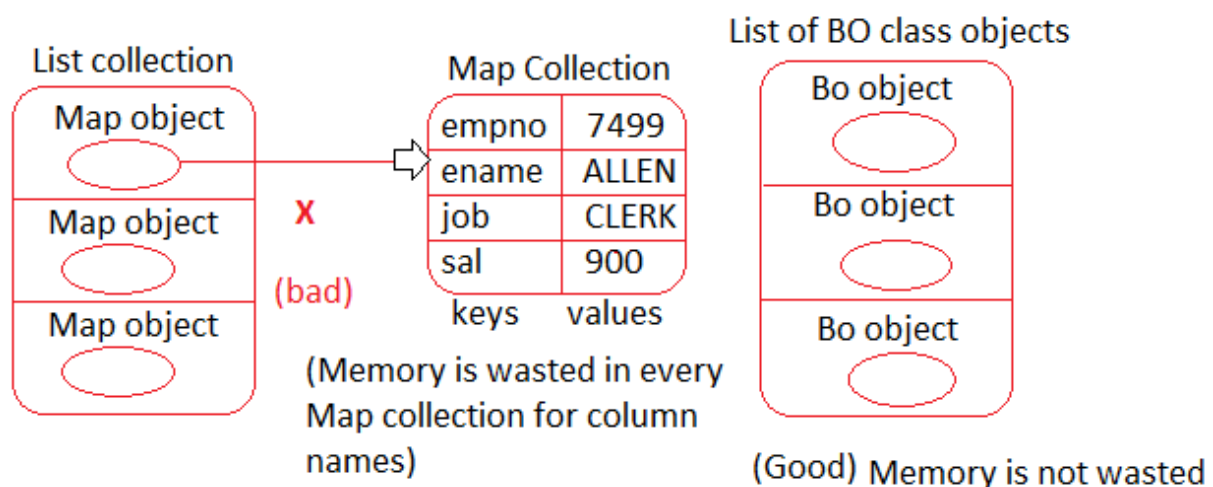 List collection
Map object
Map object
Map object
X
(bad)
Map Collection
empno 7499
ename ALLEN
job CLERK
sal 900
keys values
(Memory is wasted in every
Map collection for column
names)
List of BO class objects
Bo object
Bo object
Bo object
(Good) Memory is not wasted